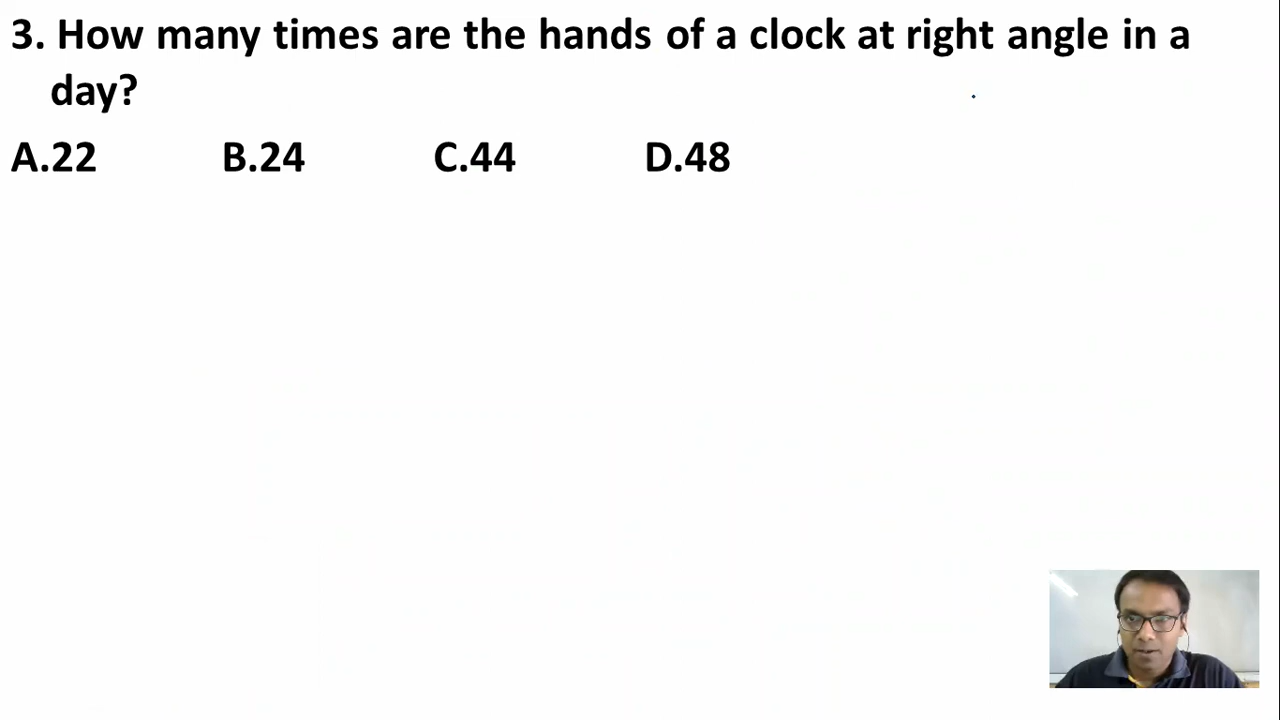 3. How many times are the hands of a clock at right angle in a
day?
A.22 B.24 C.44 D.48